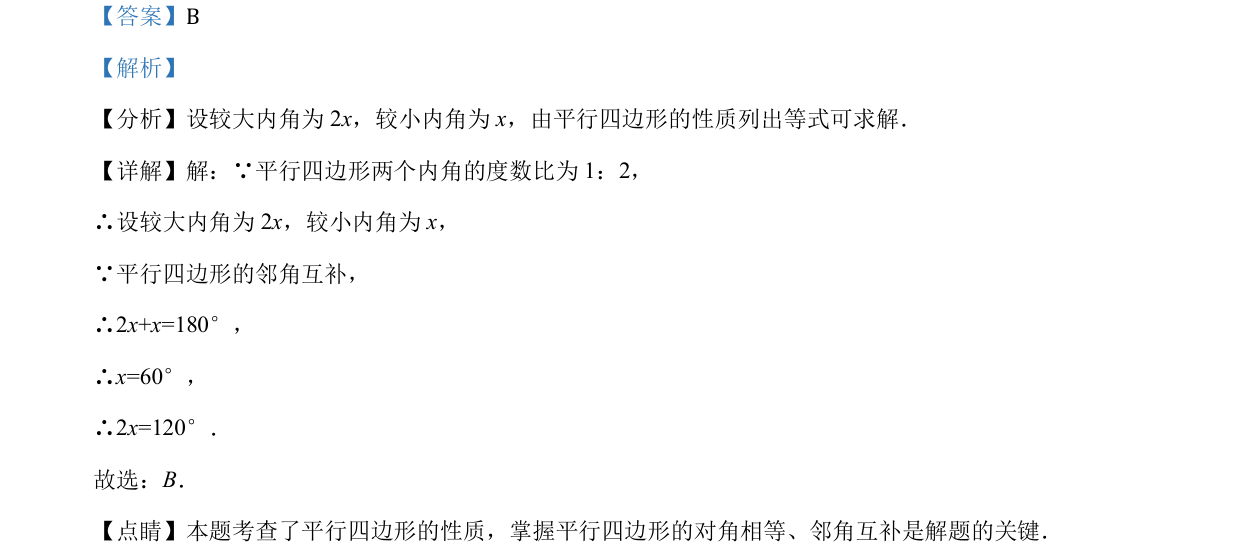 【答案】B
【解析】
【分析】设较大内角为 2x，较小内角为 x，由平行四边形的性质列出等式可求解．
【详解】解：∵平行四边形两个内角的度数比为 1：2，
∴设较大内角为 2x，较小内角为 x，
∵平行四边形的邻角互补，
∴2x+x=180°，
∴x=60°，
∴2x=120°．
故选：B．
【点睛】本题考查了平行四边形的性质，掌握平行四边形的对角相等、邻角互补是解题的关键．